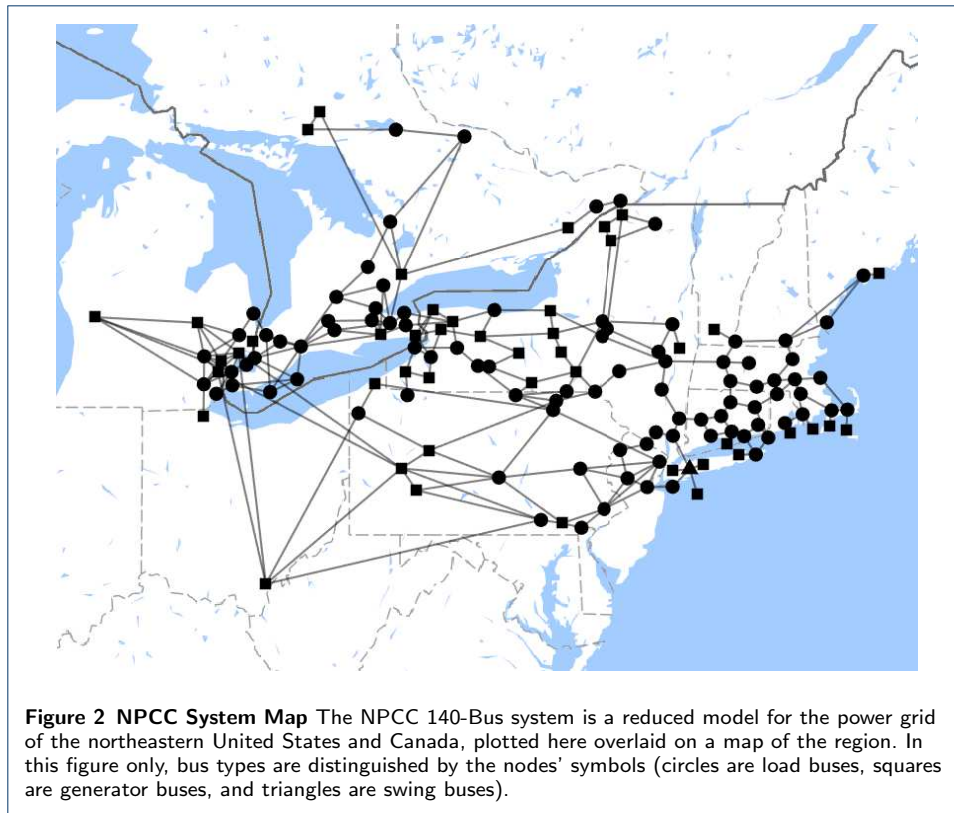 Figure 2 NPCC System Map The NPCC 140-Bus system is a reduced model for the power grid
of the northeastern United States and Canada, plotted here overlaid on a map of the region. In
this figure only, bus types are distinguished by the nodes' symbols (circles are load buses, squares
are generator buses, and triangles are swing buses).